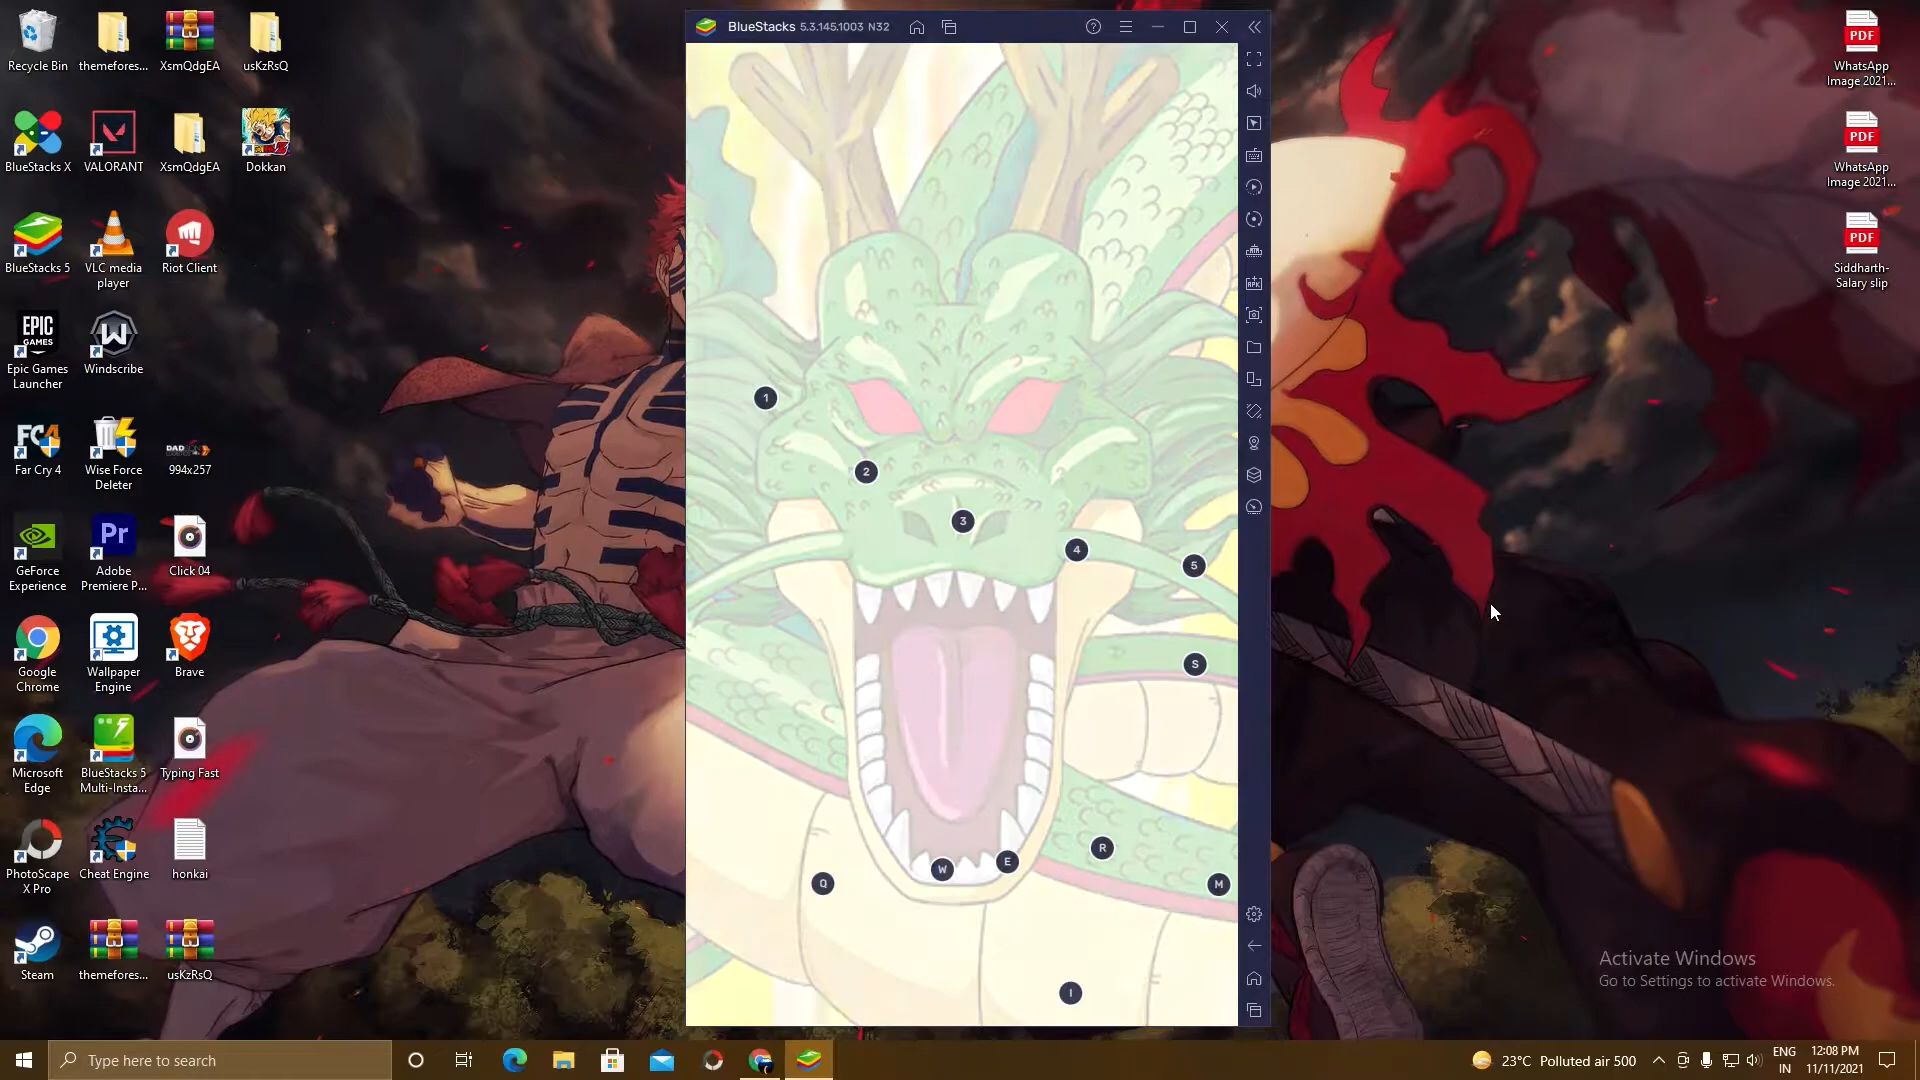 BlueStacks 5.3.145.1003 N32
Recycle Bin
themefores...
XsmQdgEA
usKzRsQ
BlueStacks X
VALORANT
XsmQdgEA
Dokkan
BlueStacks 5
VLC media
player
Riot Client
EPIC
GAMES
Epic Games
Launcher
Windscribe
FC4
Far Cry 4
Wise Force
Deleter
994x257
GeForce
Experience
Pr
Adobe
Premiere P...
Click 04
Google
Chrome
Wallpaper
Engine
Brave
Microsoft
Edge
BlueStacks 5
Multi-Insta...
Typing Fast
PhotoScape
X Pro
Cheat Engine
honkai
Steam
themefores...
usKzRsQ
1
2
3
4
5
S
R
E
W
Q
M
I
PDF
WhatsApp
Image 2021...
PDF
WhatsApp
Image 2021...
PDF
Siddharth-
Salary slip
Activate Windows
Go to Settings to activate Windows.
Type here to search
23°C Polluted air 500
ENG
IN
12:08 PM
11/11/2021